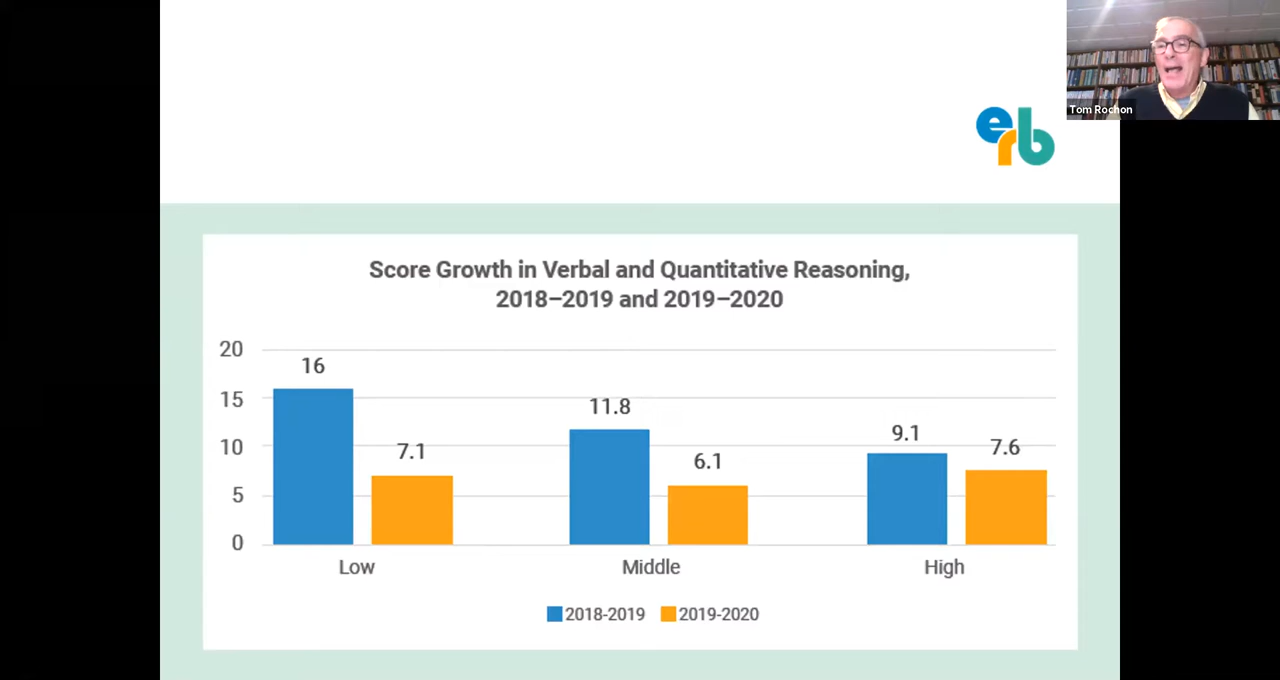 Tom Rochon
erb
Score Growth in Verbal and Quantitative Reasoning,
2018–2019 and 2019–2020
20
15
10
5
0
16
7.1
11.8
6.1
9.1
7.6
Low
Middle
High
2018-2019
2019-2020